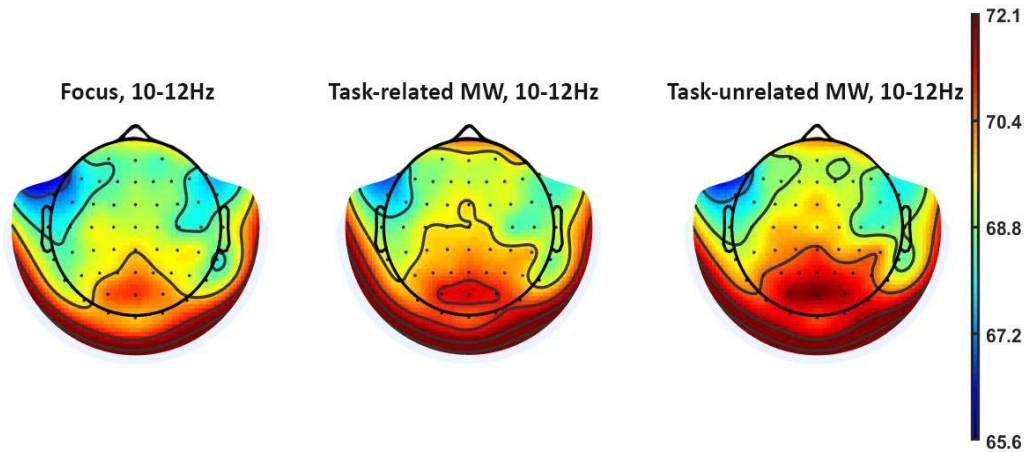 Focus, 10-12Hz
Task-related MW, 10-12Hz
Task-unrelated MW, 10-12Hz
72.1
70.4
68.8
67.2
65.6